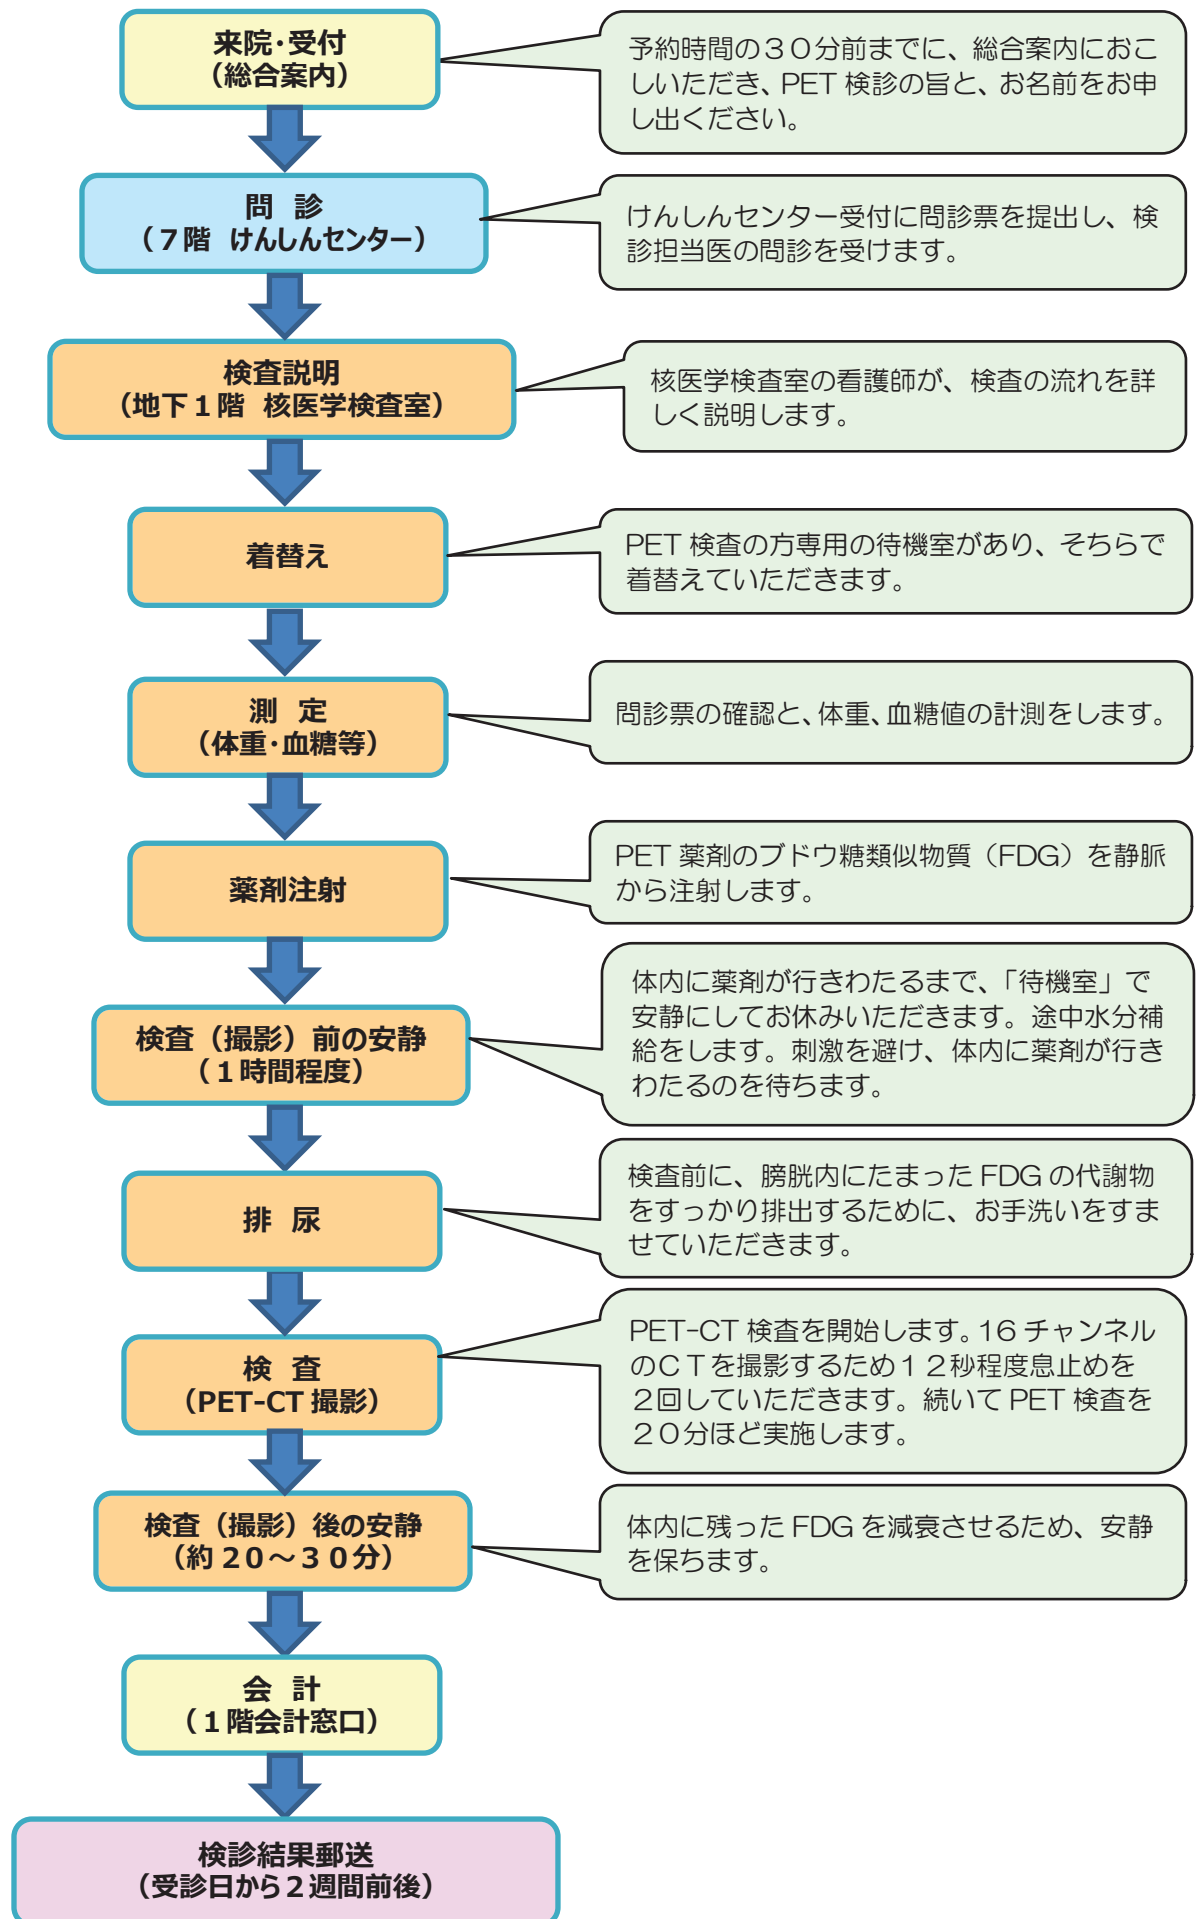 来院・受付
（総合案内）
予約時間の３０分前までに、総合案内におこ
しいただき、PET 検診の旨と、お名前をお申
し出ください。
問　診
（７階　けんしんセンター）
けんしんセンター受付に問診票を提出し、検
診担当医の問診を受けます。
検査説明
（地下１階　核医学検査室）
核医学検査室の看護師が、検査の流れを詳
しく説明します。
着替え
PET 検査の方専用の待機室があり、そちらで
着替えていただきます。
測　定
（体重・血糖等）
問診票の確認と、体重、血糖値の計測をします。
薬剤注射
PET 薬剤のブドウ糖類似物質（FDG）を静脈
から注射します。
検査（撮影）前の安静
（１時間程度）
体内に薬剤が行きわたるまで、「待機室」で
安静にしてお休みいただきます。途中水分補
給をします。刺激を避け、体内に薬剤が行き
わたるのを待ちます。
排　尿
検査前に、膀胱内にたまった FDG の代謝物
をすっかり排出するために、お手洗いをすま
せていただきます。
検　査
（PET-CT 撮影）
PET-CT 検査を開始します。16 チャンネル
のＣＴを撮影するため１２秒程度息止めを
２回していただきます。続いて PET 検査を
２０分ほど実施します。
検査（撮影）後の安静
（約２０～３０分）
体内に残った FDG を減衰させるため、安静
を保ちます。
会　計
（１階会計窓口）
検診結果郵送
（受診日から２週間前後）